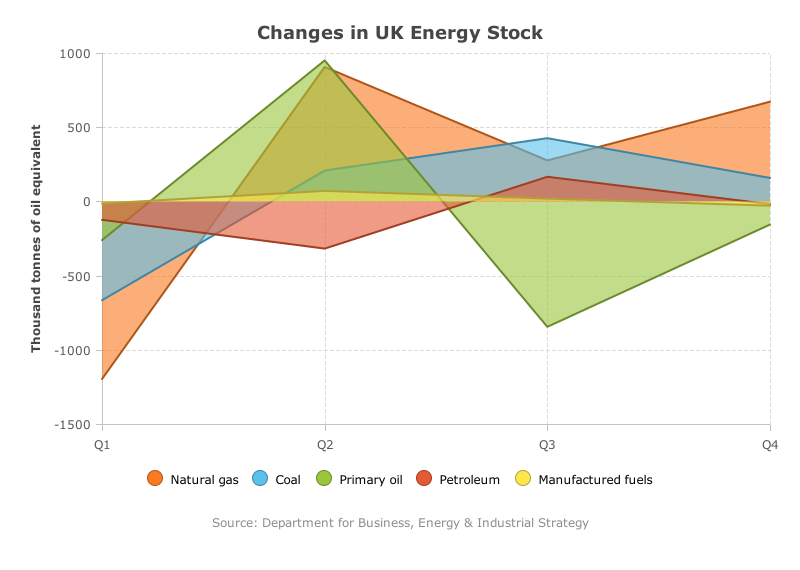 Changes in UK Energy Stock
Thousand tonnes of oil equivalent
1000
500
0
-500
-1000
-1500
Q1 Q2 Q3 Q4
Natural gas Coal Primary oil Petroleum Manufactured fuels
Source: Department for Business, Energy & Industrial Strategy